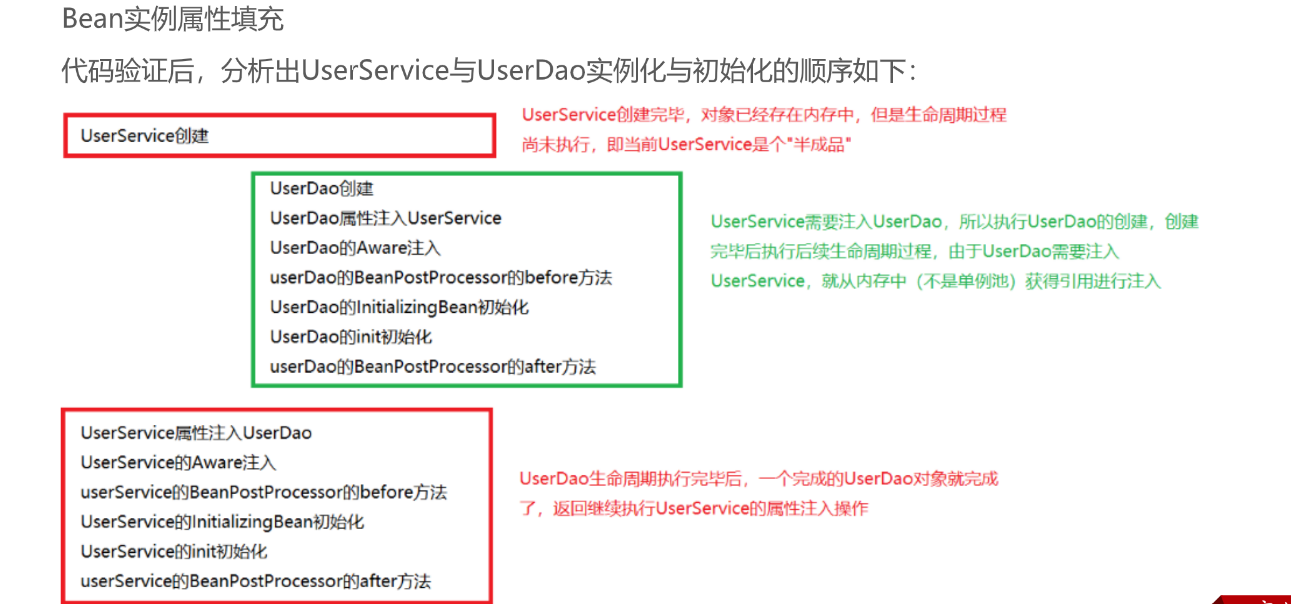 Bean实例属性填充
代码验证后，分析出UserService与UserDao实例化与初始化的顺序如下：
UserService创建
UserService创建完毕，对象已经存在内存中，但是生命周期过程
尚未执行，即当前UserService是个"半成品"
UserDao创建
UserDao属性注入UserService
UserDao的Aware注入
userDao的BeanPostProcessor的before方法
UserDao的InitializingBean初始化
UserDao的init初始化
userDao的BeanPostProcessor的after方法
UserService需要注入UserDao，所以执行UserDao的创建，创建
完毕后执行后续生命周期过程，由于UserDao需要注入
UserService，就从内存中（不是单例池）获得引用进行注入
UserService属性注入UserDao
UserService的Aware注入
userService的BeanPostProcessor的before方法
UserService的InitializingBean初始化
UserService的init初始化
userService的BeanPostProcessor的after方法
UserDao生命周期执行完毕后，一个完成的UserDao对象就完成
了，返回继续执行UserService的属性注入操作